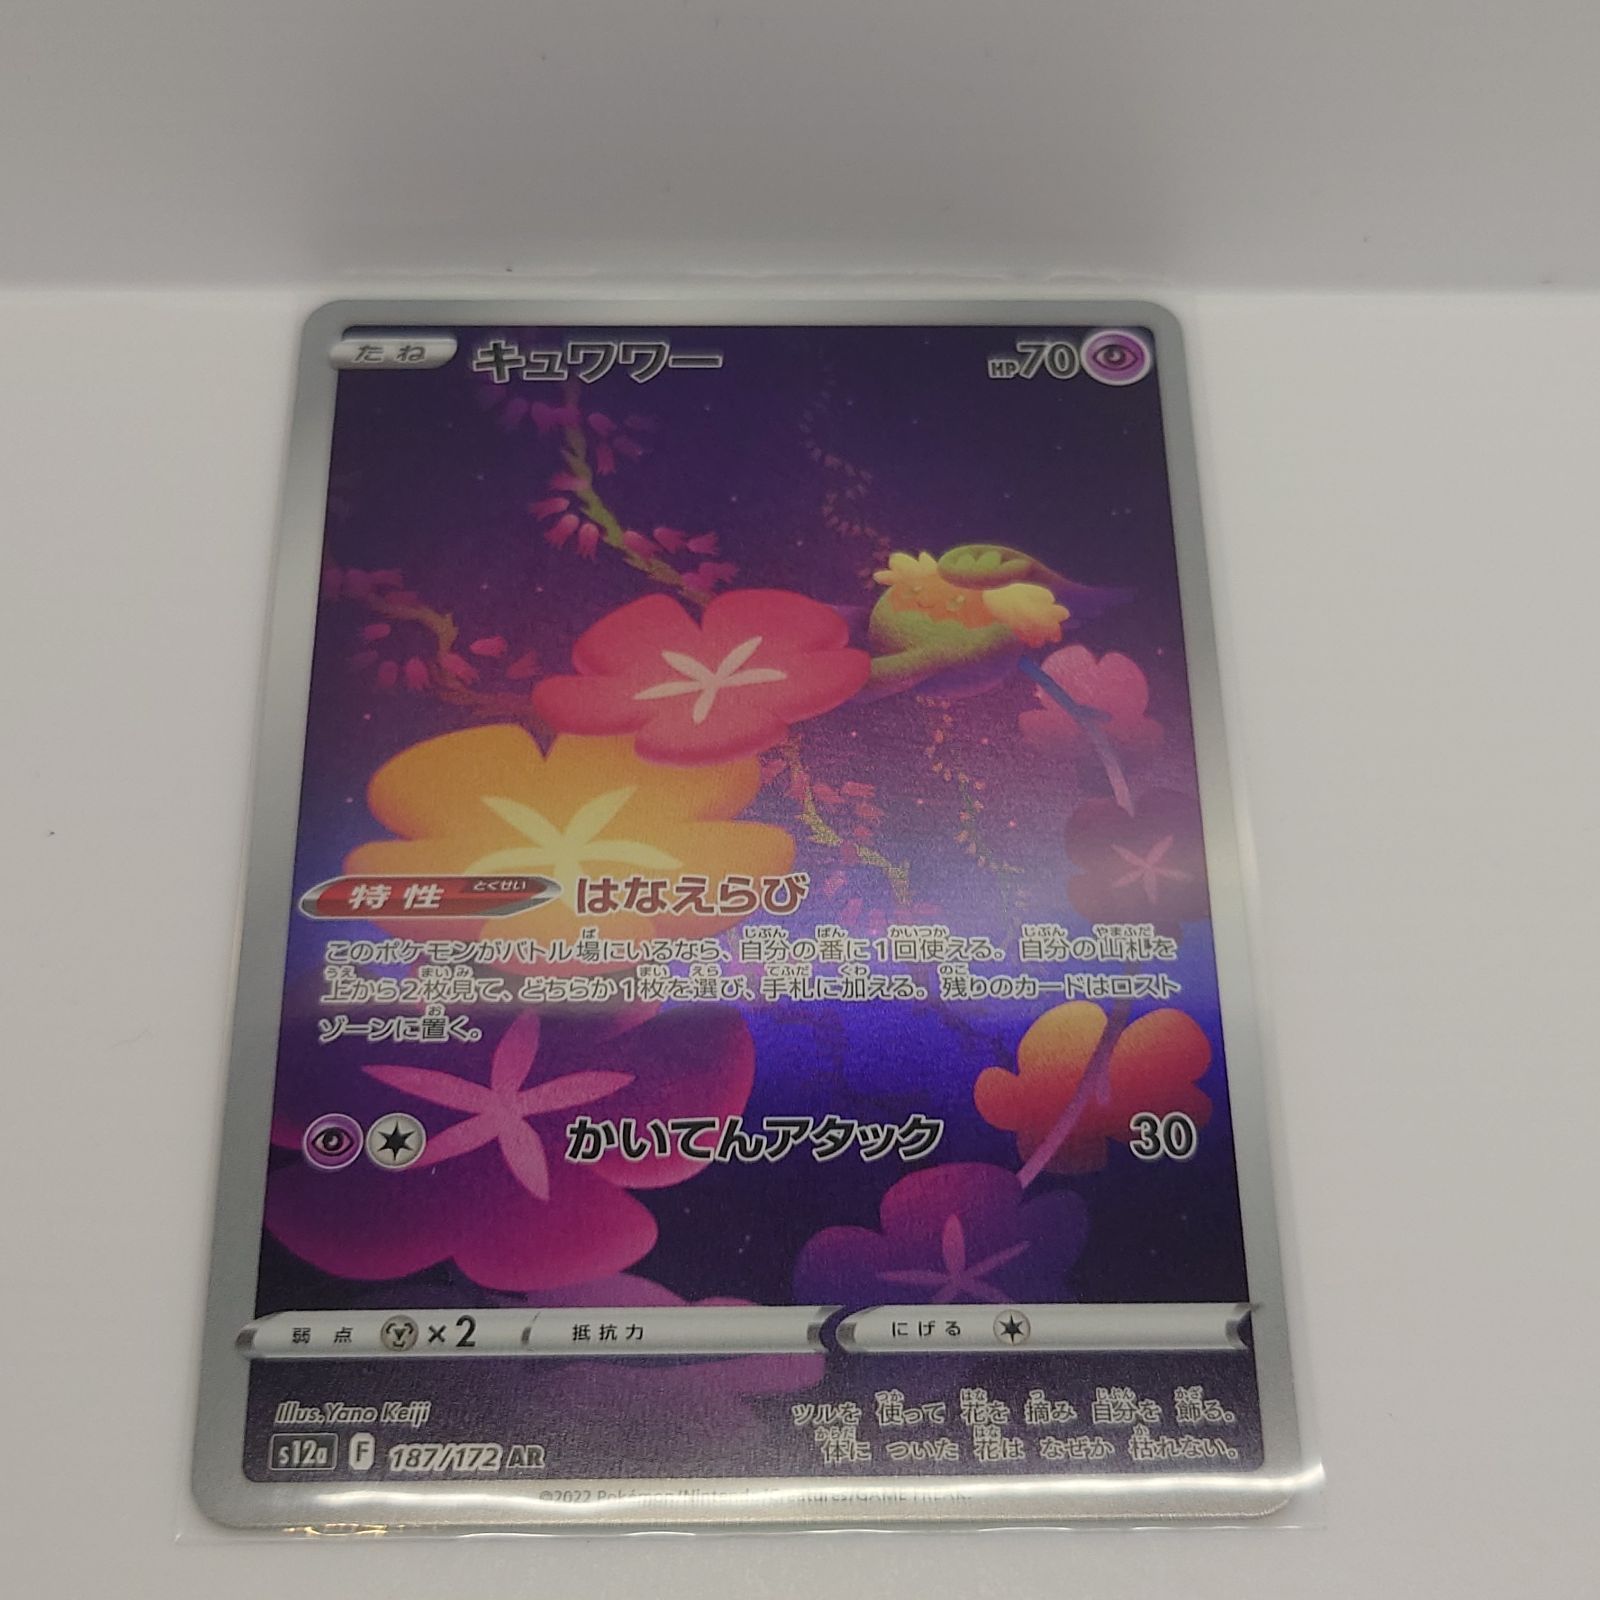 たね キュワワー HP70
特性 とくせい はなえらび
このポケモンがバトル場にいるなら、自分の番に1回使える。自分の山札を
上から2枚見て、どちらか1枚を選び、手札に加える。残りのカードはロスト
ゾーンに置く。
かいてんアタック 30
弱点 ×2 抵抗力 にげる
Illus.Yano Keiji
ツルを 使って 花を 摘み 自分を 飾る。
体に ついた 花は なぜか 枯れない。
s12a F 187/172 AR
©2022 Pokémon/Nintendo/Creatures/GAME FREAK.